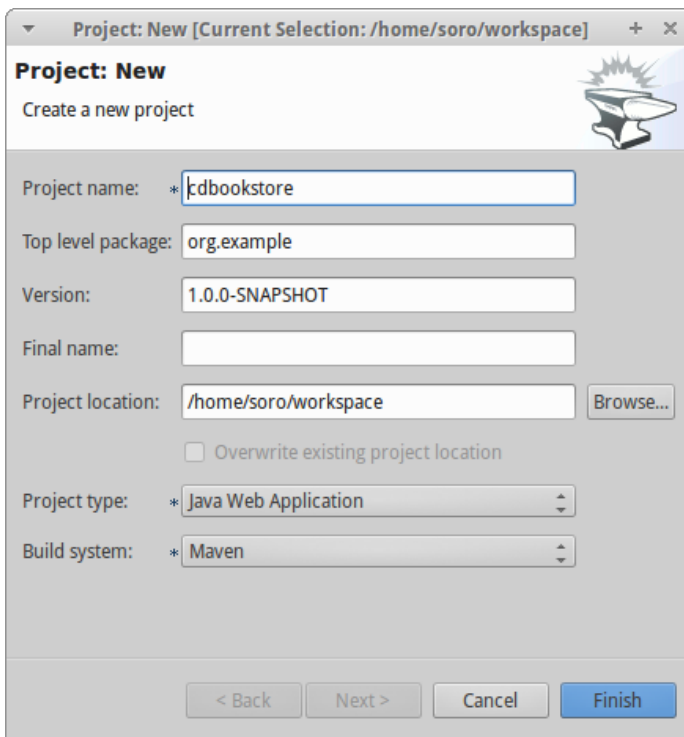 Project: New [Current Selection: /home/soro/workspace]
Project: New
Create a new project
Project name: * cdbookstore
Top level package: org.example
Version: 1.0.0-SNAPSHOT
Final name:
Project location: /home/soro/workspace Browse...
Overwrite existing project location
Project type: * Java Web Application
Build system: * Maven
< Back Next > Cancel Finish